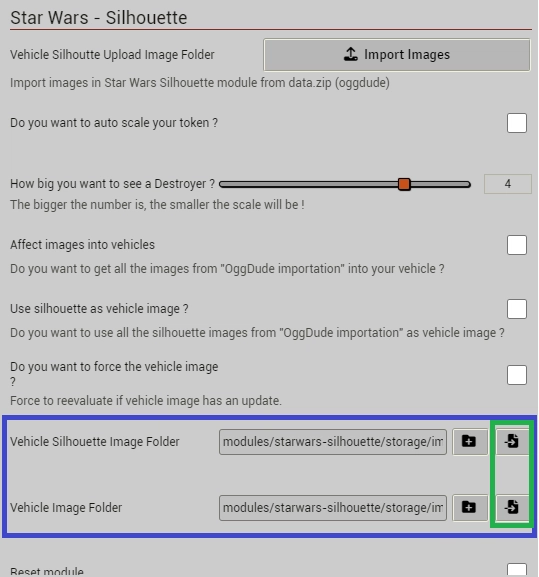 Star Wars - Silhouette
Vehicle Silhoutte Upload Image Folder
Import Images
Import images in Star Wars Silhouette module from data.zip (oggdude)
Do you want to auto scale your token ?
How big you want to see a Destroyer ?
4
The bigger the number is, the smaller the scale will be !
Affect images into vehicles
Do you want to get all the images from "OggDude importation" into your vehicle ?
Use silhouette as vehicle image ?
Do you want to use all the silhouette images from "OggDude importation" as vehicle image ?
Do you want to force the vehicle image
?
Force to reevaluate if vehicle image has an update.
Vehicle Silhouette Image Folder
modules/starwars-silhouette/storage/im
Vehicle Image Folder
modules/starwars-silhouette/storage/im
Reset module